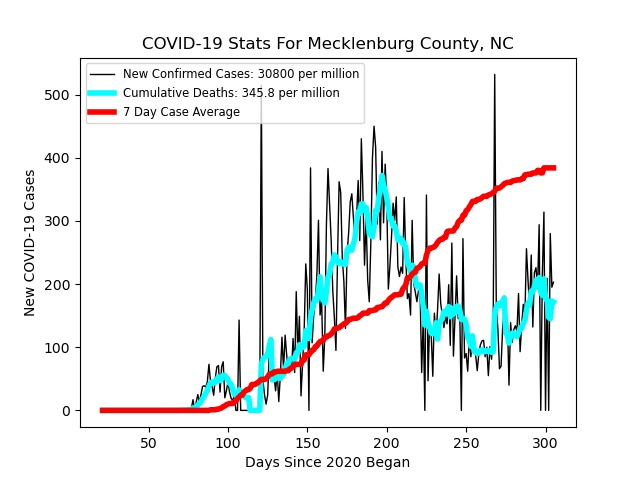 COVID-19 Stats For Mecklenburg County, NC
New Confirmed Cases: 30800 per million
Cumulative Deaths: 345.8 per million
7 Day Case Average
500
400
300
200
100
0
New COVID-19 Cases
50
100
150
200
250
300
Days Since 2020 Began